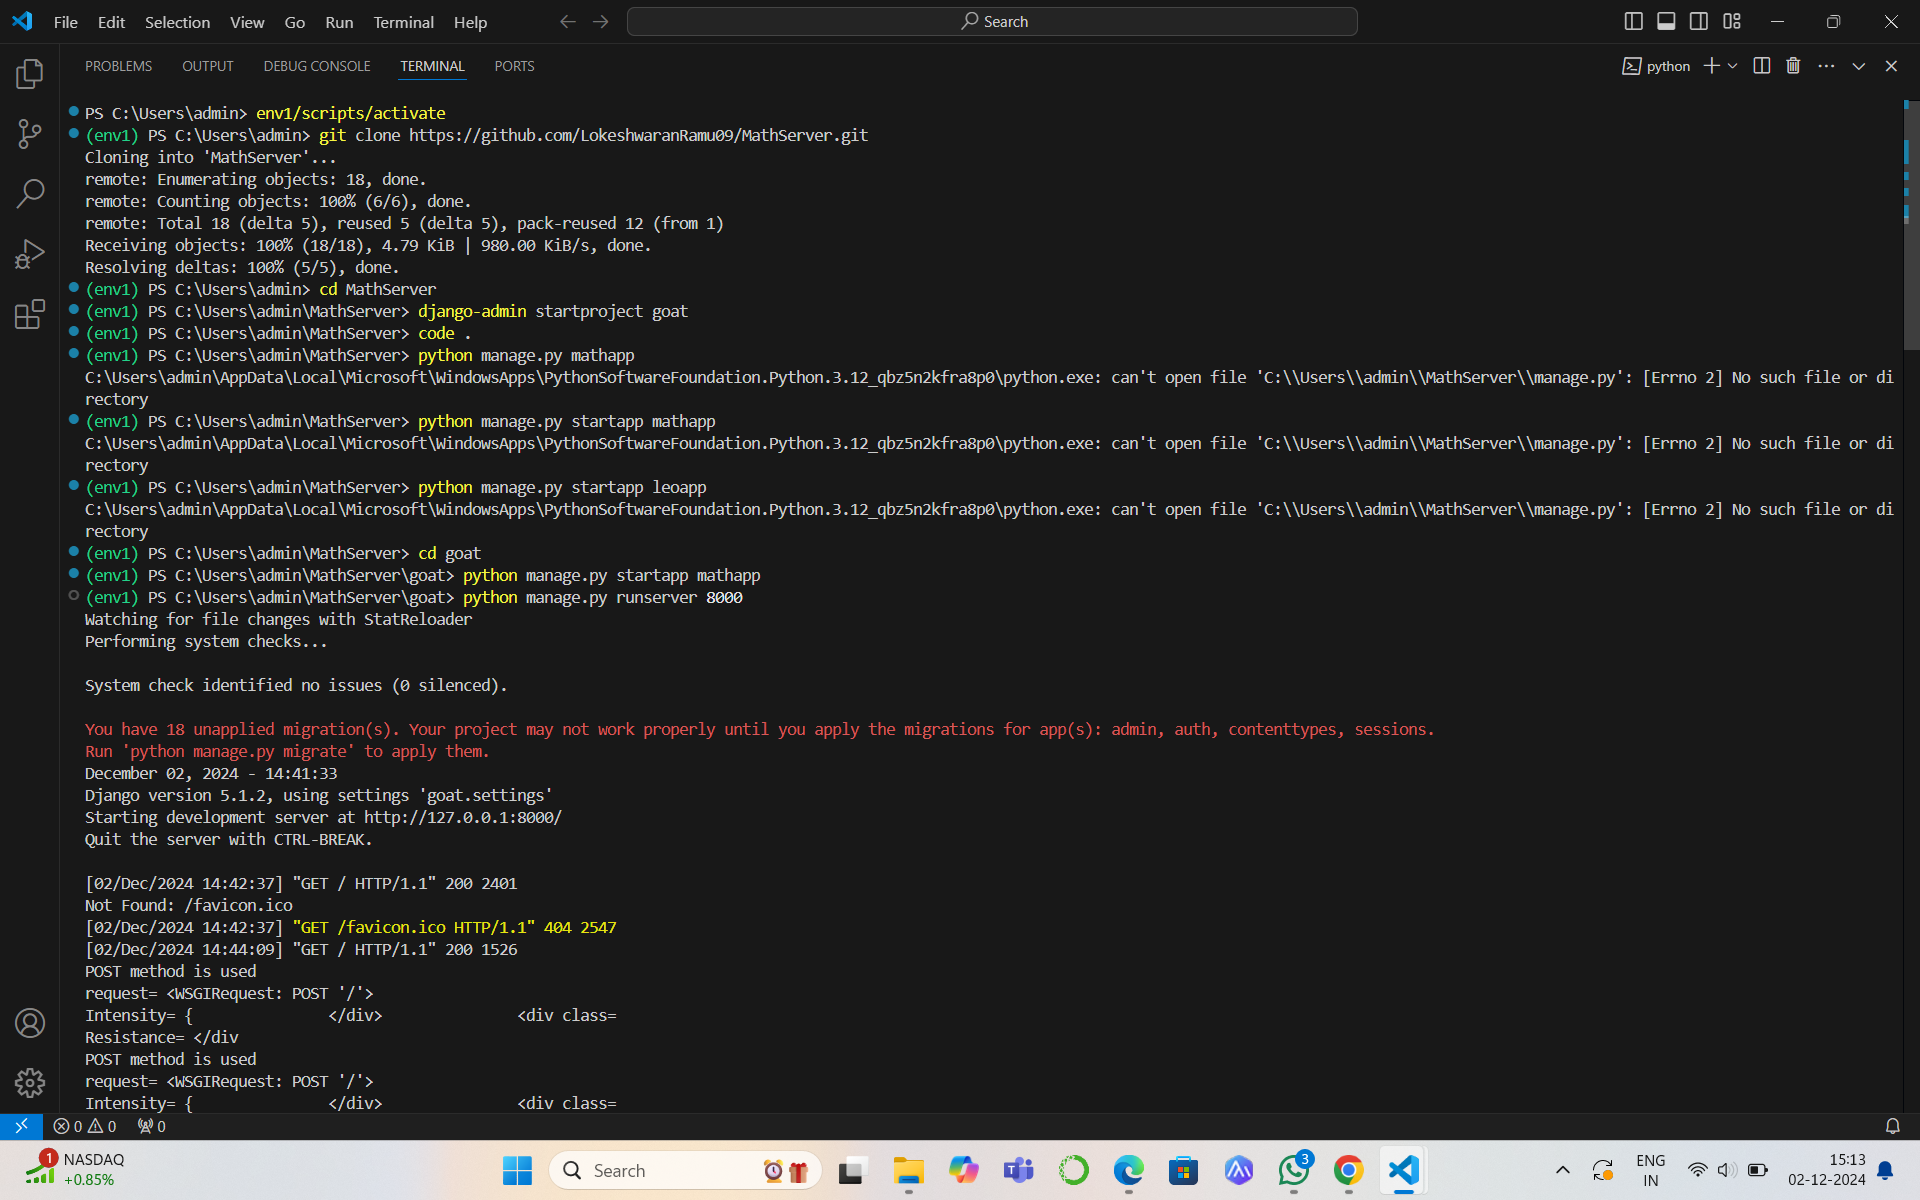 File Edit Selection View Go Run Terminal Help
Search
PROBLEMS OUTPUT DEBUG CONSOLE TERMINAL PORTS
python
PS C:\Users\admin> env1/scripts/activate
(env1) PS C:\Users\admin> git clone https://github.com/LokeshwaranRamu09/MathServer.git
Cloning into 'MathServer'...
remote: Enumerating objects: 18, done.
remote: Counting objects: 100% (6/6), done.
remote: Total 18 (delta 5), reused 5 (delta 5), pack-reused 12 (from 1)
Receiving objects: 100% (18/18), 4.79 KiB | 980.00 KiB/s, done.
Resolving deltas: 100% (5/5), done.
(env1) PS C:\Users\admin> cd MathServer
(env1) PS C:\Users\admin\MathServer> django-admin startproject goat
(env1) PS C:\Users\admin\MathServer> code .
(env1) PS C:\Users\admin\MathServer> python manage.py mathapp
C:\Users\admin\AppData\Local\Microsoft\WindowsApps\PythonSoftwareFoundation.Python.3.12_qbz5n2kfra8p0\python.exe: can't open file 'C:\\Users\\admin\\MathServer\\manage.py': [Errno 2] No such file or di
rectory
(env1) PS C:\Users\admin\MathServer> python manage.py startapp mathapp
C:\Users\admin\AppData\Local\Microsoft\WindowsApps\PythonSoftwareFoundation.Python.3.12_qbz5n2kfra8p0\python.exe: can't open file 'C:\\Users\\admin\\MathServer\\manage.py': [Errno 2] No such file or di
rectory
(env1) PS C:\Users\admin\MathServer> python manage.py startapp leoapp
C:\Users\admin\AppData\Local\Microsoft\WindowsApps\PythonSoftwareFoundation.Python.3.12_qbz5n2kfra8p0\python.exe: can't open file 'C:\\Users\\admin\\MathServer\\manage.py': [Errno 2] No such file or di
rectory
(env1) PS C:\Users\admin\MathServer> cd goat
(env1) PS C:\Users\admin\MathServer\goat> python manage.py startapp mathapp
(env1) PS C:\Users\admin\MathServer\goat> python manage.py runserver 8000
Watching for file changes with StatReloader
Performing system checks...
System check identified no issues (0 silenced).
You have 18 unapplied migration(s). Your project may not work properly until you apply the migrations for app(s): admin, auth, contenttypes, sessions.
Run 'python manage.py migrate' to apply them.
December 02, 2024 - 14:41:33
Django version 5.1.2, using settings 'goat.settings'
Starting development server at http://127.0.0.1:8000/
Quit the server with CTRL-BREAK.
[02/Dec/2024 14:42:37] "GET / HTTP/1.1" 200 2401
Not Found: /favicon.ico
[02/Dec/2024 14:42:37] "GET /favicon.ico HTTP/1.1" 404 2547
[02/Dec/2024 14:44:09] "GET / HTTP/1.1" 200 1526
POST method is used
request= <WSGIRequest: POST '/'>
Intensity= {               </div>               <div class=
Resistance= </div
POST method is used
request= <WSGIRequest: POST '/'>
Intensity= {               </div>               <div class=
0 0 0
1
NASDAQ
+0.85%
Search
3
ENG
IN
15:13
02-12-2024